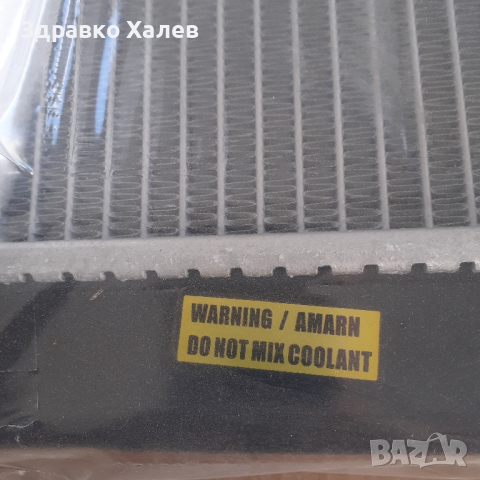 Здравко Халев
WARNING / AMARN
DO NOT MIX COOLANT
BAZAR